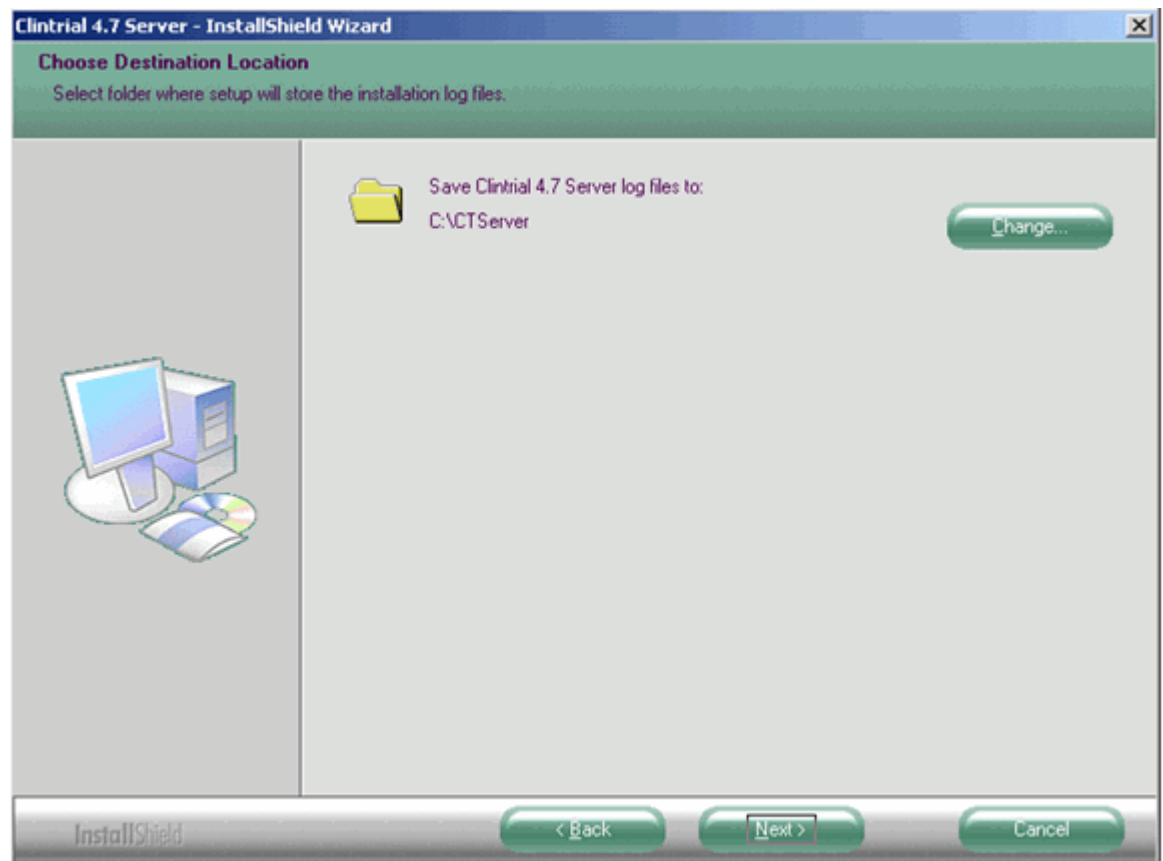 Clintrial 4.7 Server - InstallShield Wizard
Choose Destination Location
Select folder where setup will store the installation log files.
Save Clintrial 4.7 Server log files to:
C:\CTServer
Change...
InstallShield
< Back
Next >
Cancel